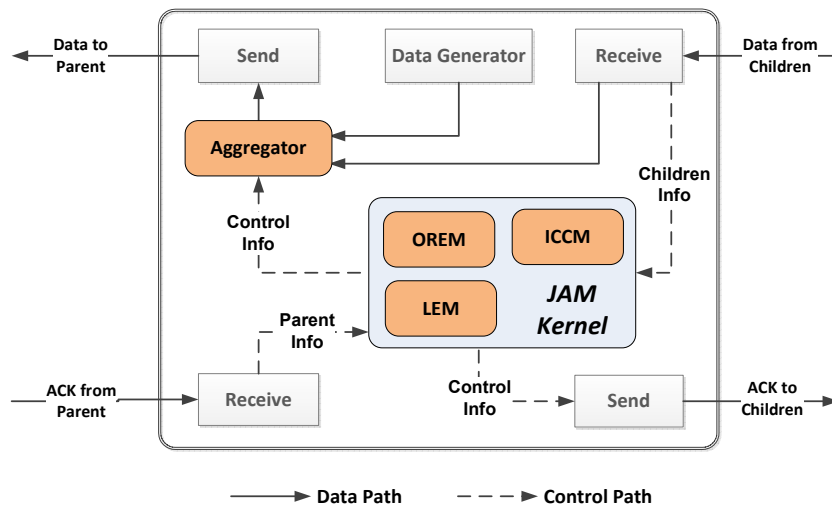 Data to
Parent
Send
Data Generator
Receive
Data from
Children
Aggregator
Children
Info
Control
Info
OREM
ICCM
LEM
JAM
Kernel
Parent
Info
ACK from
Parent
Receive
Control
Info
Send
ACK to
Children
Data Path
Control Path